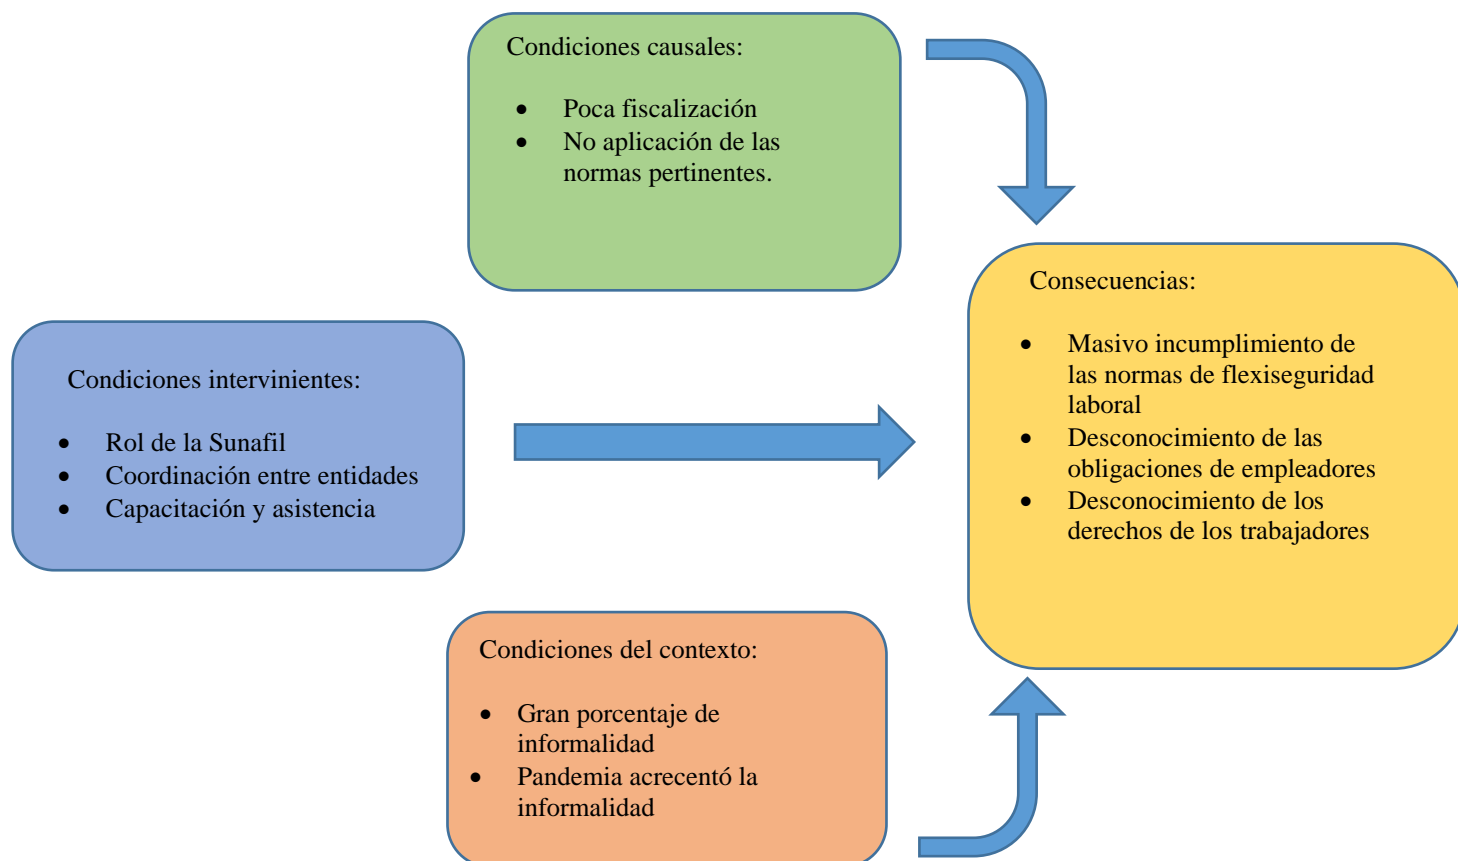 Condiciones causales:
• Poca fiscalización
• No aplicación de las
normas pertinentes.
Condiciones intervinientes:
• Rol de la Sunafil
• Coordinación entre entidades
• Capacitación y asistencia
Condiciones del contexto:
• Gran porcentaje de
informalidad
• Pandemia acrecentó la
informalidad
Consecuencias:
• Masivo incumplimiento de
las normas de flexiseguridad
laboral
• Desconocimiento de las
obligaciones de empleadores
• Desconocimiento de los
derechos de los trabajadores